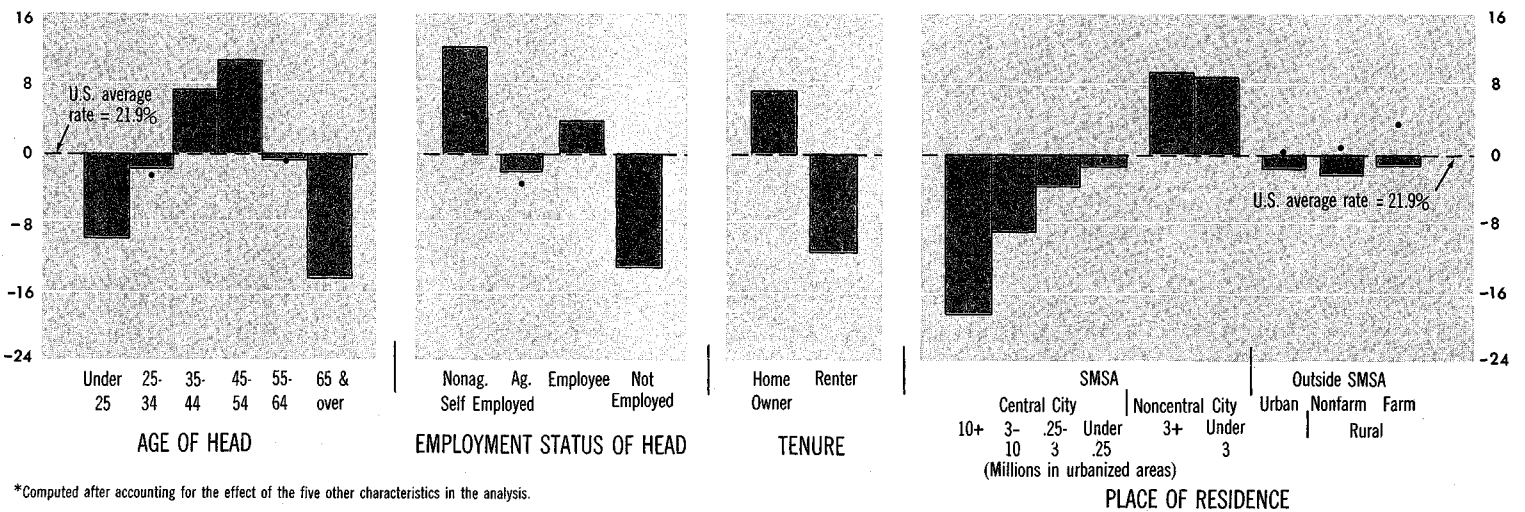 16
8
0
-8
-16
-24
U.S. average
rate = 21.9%
Under
25
25-
34
35-
44
45-
54
55-
64
65 &
over
AGE OF HEAD
Nonag. Ag. Employee Not
Self Employed Employed
EMPLOYMENT STATUS OF HEAD
Home
Owner
Renter
TENURE
16
8
0
-8
-16
-24
U.S. average rate = 21.9%
SMSA
Outside SMSA
Central City
Noncentral City
Urban
Nonfarm Farm
Rural
10+
3-
10
.25-
3
Under
.25
3+
Under
3
(Millions in urbanized areas)
PLACE OF RESIDENCE
*Computed after accounting for the effect of the five other characteristics in the analysis.